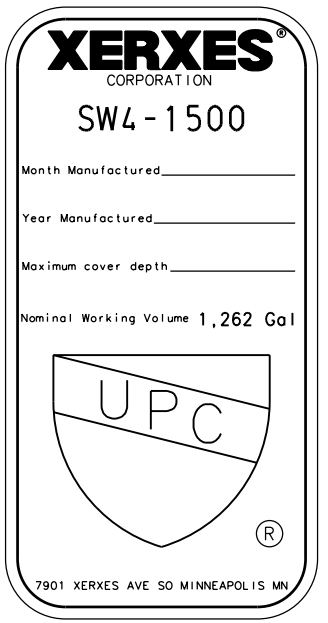 XERXES®
CORPORATION
SW4-1500
Month Manufactured
Year Manufactured
Maximum cover depth
Nominal Working Volume 1,262 Gal
UPC
®
7901 XERXES AVE SO MINNEAPOLIS MN